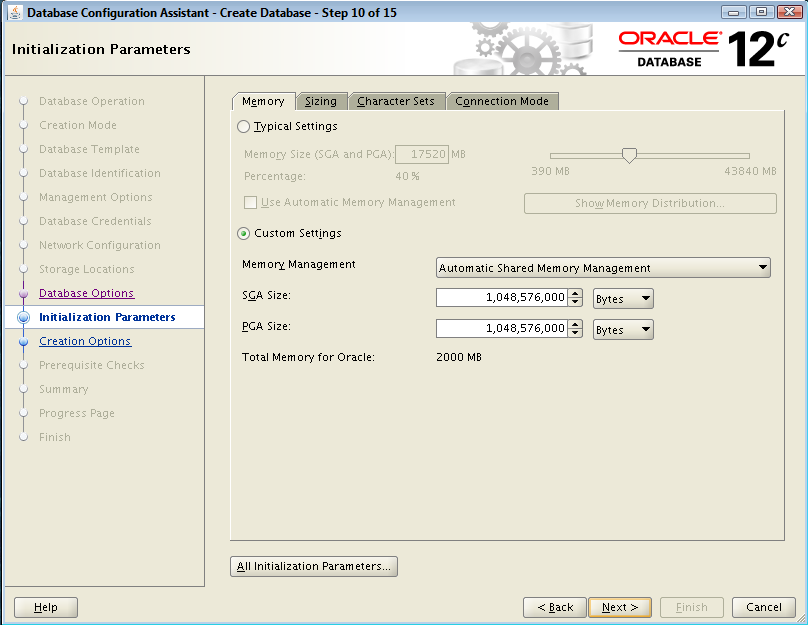 Database Configuration Assistant - Create Database - Step 10 of 15
Initialization Parameters
ORACLE®
DATABASE
12c
Database Operation
Creation Mode
Database Template
Database Identification
Management Options
Database Credentials
Network Configuration
Storage Locations
Database Options
Initialization Parameters
Creation Options
Prerequisite Checks
Summary
Progress Page
Finish
Memory Sizing Character Sets Connection Mode
Typical Settings
Memory Size (SGA and PGA): 17520 MB
390 MB 43840 MB
Percentage: 40 %
Use Automatic Memory Management Show Memory Distribution...
Custom Settings
Memory Management Automatic Shared Memory Management
SGA Size: 1,048,576,000 Bytes
PGA Size: 1,048,576,000 Bytes
Total Memory for Oracle: 2000 MB
All Initialization Parameters...
Help < Back Next > Finish Cancel